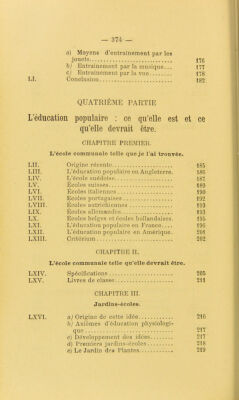 — 374 —
a) Moyens d'entrainement par les
jouets 176
b) Entrainement par la musique 177
c) Entrainement par la vue 178
LI. Conclusion 182
QUATRIÈME PARTIE
L'éducation populaire : ce qu'elle est et ce
qu'elle devrait être.
CHAPITRE PREMIER.
L'école communale telle que je l'ai trouvée.
LII. Origine récente 185
LIII. L'éducation populaire en Angleterre. 186
LIV. L'école suédoise 187
LV. Écoles suisses 189
LVI. Écoles italiennes 190
LVII. Écoles portugaises 192
LVIII. Écoles autrichiennes 193
LIX. Écoles allemandes 193
LX. Écoles belges et écoles hollandaises. 195
LXI. L'éducation populaire en France 196
LXII. L'éducation populaire en Amérique. 201
LXIII. Critérium 202
CHAPITRE II.
L'école communale telle qu'elle devrait être.
LXIV. Spécifications 205
LXV. Livres de classe 211
CHAPITRE III.
Jardins-écoles.
LXVI. a) Origine de cette idée 216
b) Axiômes d'éducation physiologi-
que 217
c) Développement des idées 217
d) Premiers jardins-écoles 218
e) Le Jardin des Plantes 219